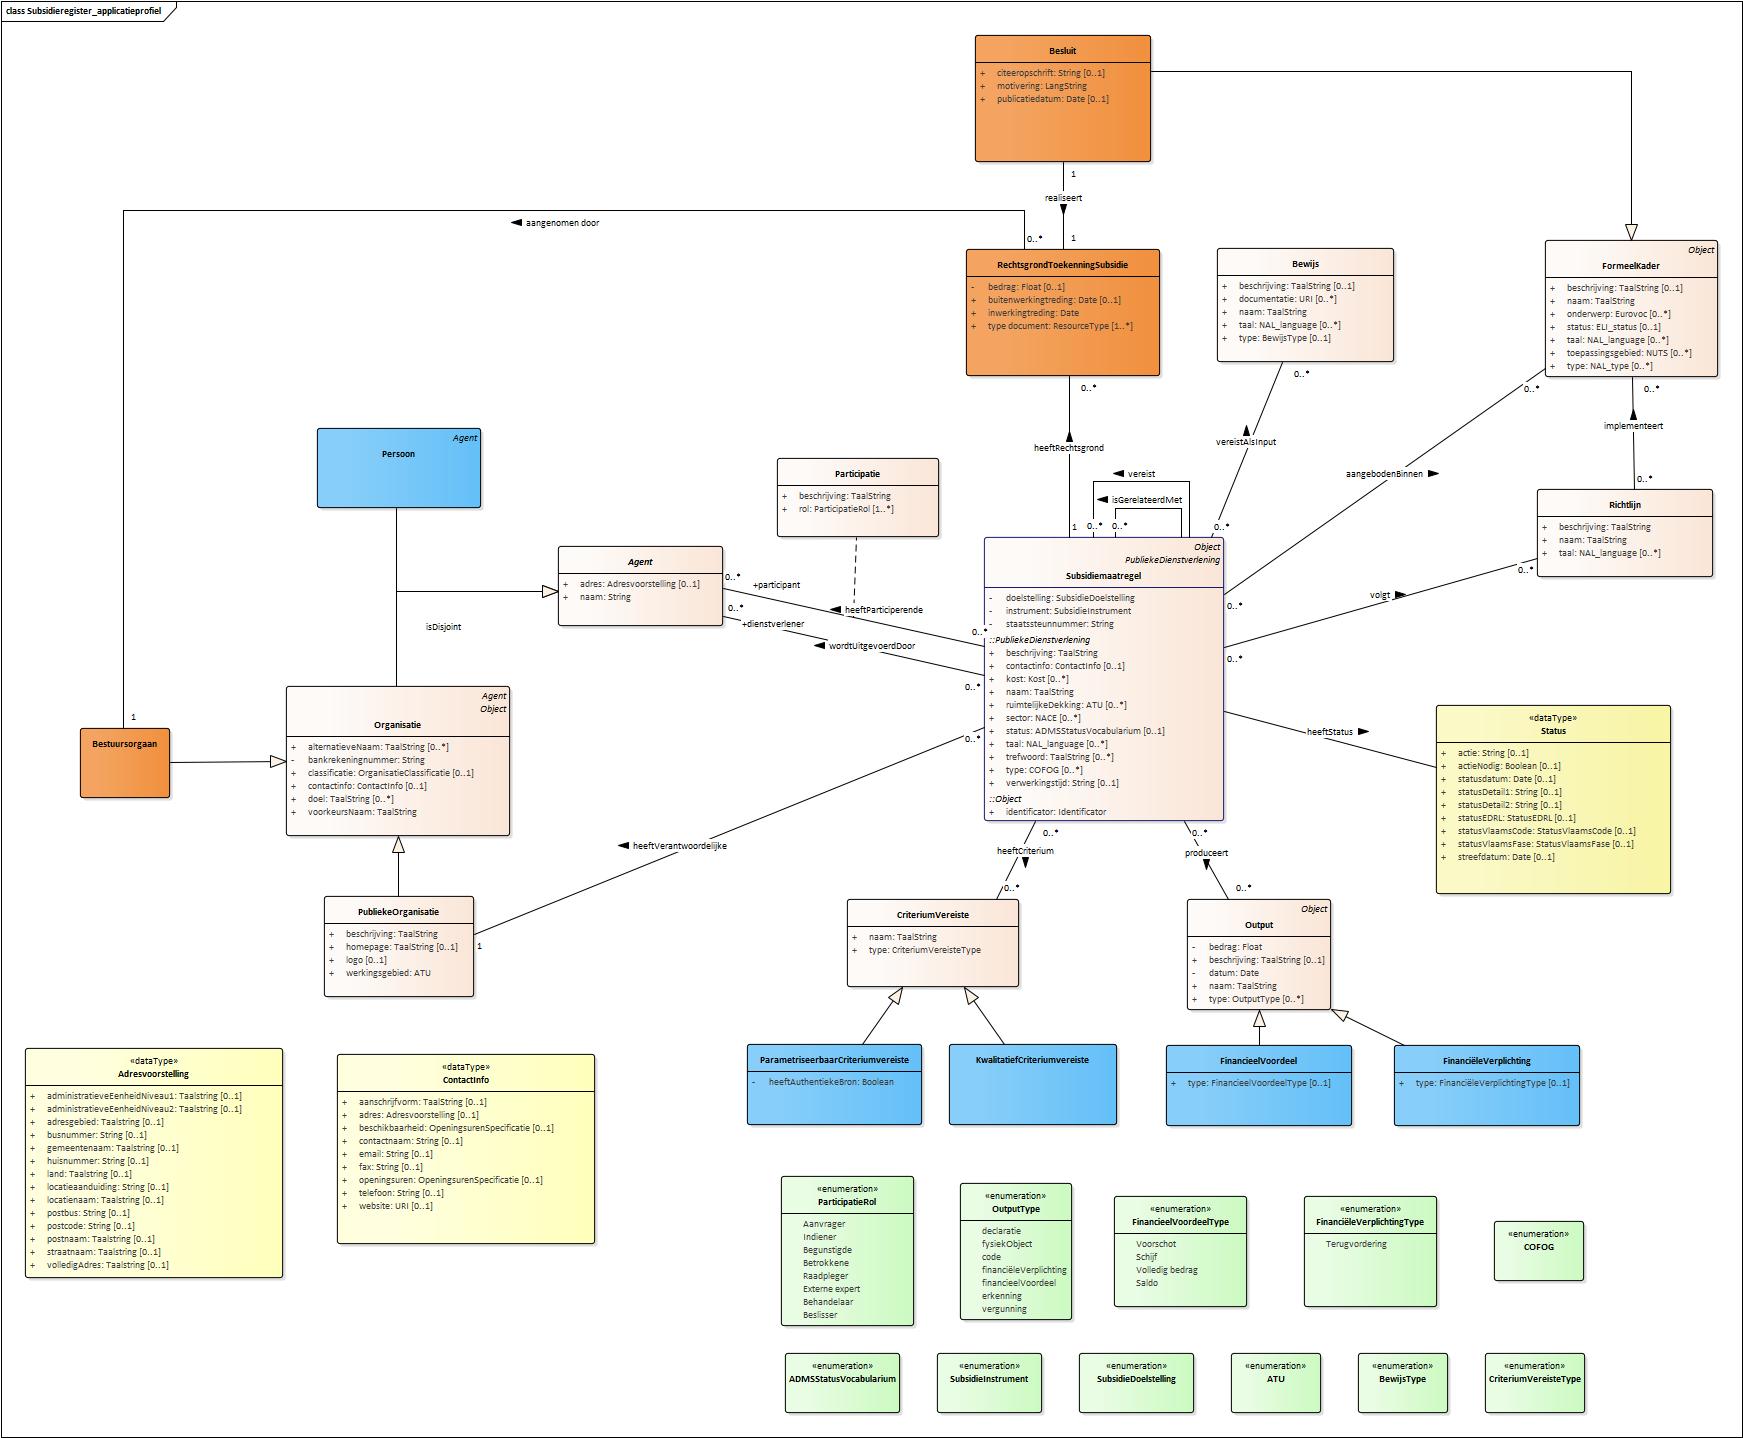 class Subsidieregister_applicatieprofiel
Besluit
+ citeeropschrift: String [0..1]
+ motivering: LangString
+ publicatiedatum: Date [0..1]
1
realiseert
1
aangenomen door
0..*
RechtsgrondToekenningSubsidie
- bedrag: Float [0..1]
+ buitenwerkingtreding: Date [0..1]
+ inwerkingtreding: Date
+ type document: ResourceType [1..*]
0..*
heeftRechtsgrond
1
Bewijs
+ beschrijving: TaalString [0..1]
+ documentatie: URI [0..*]
+ naam: TaalString
+ taal: NAL_language [0..*]
+ type: BewijsType [0..1]
0..*
vereistAlsInput
0..*
Object
FormeelKader
+ beschrijving: TaalString [0..1]
+ naam: TaalString
+ onderwerp: Eurovoc [0..*]
+ status: ELI_status [0..1]
+ taal: NAL_language [0..*]
+ toepassingsgebied: NUTS [0..*]
+ type: NAL_type [0..*]
0..*
0..*
implementeert
0..*
aangebodenBinnen
0..*
Richtlijn
+ beschrijving: TaalString
+ naam: TaalString
+ taal: NAL_language [0..*]
0..*
volgt
0..*
Agent
Persoon
Participatie
+ beschrijving: TaalString
+ rol: ParticipatieRol [1..*]
vereist
isGerelateerdMet
0..*
0..*
Agent
+ adres: Adresvoorstelling [0..1]
+ naam: String
0..*
+participant
heeftParticiperende
0..*
0..*
+dienstverlener
wordtUitgevoerdDoor
0..*
isDisjoint
Object
PubliekeDienstverlening
Subsidiemaatregel
- doelstelling: SubsidieDoelstelling
- instrument: SubsidieInstrument
- staatssteunnummer: String
::PubliekeDienstverlening
+ beschrijving: TaalString
+ contactinfo: ContactInfo [0..1]
+ kost: Kost [0..*]
+ naam: TaalString
+ ruimtelijkeDekking: ATU [0..*]
+ sector: NACE [0..*]
+ status: ADMSStatusVocabularium [0..1]
+ taal: NAL_language [0..*]
+ trefwoord: TaalString [0..*]
+ type: COFOG [0..*]
+ verwerkingstijd: String [0..1]
::Object
+ identificator: Identificator
1
Bestuursorgaan
Agent
Object
Organisatie
+ alternatieveNaam: TaalString [0..*]
- bankrekeningnummer: String
+ classificatie: OrganisatieClassificatie [0..1]
+ contactinfo: ContactInfo [0..1]
+ doel: TaalString [0..*]
+ voorkeursNaam: TaalString
0..*
heeftVerantwoordelijke
1
PubliekeOrganisatie
+ beschrijving: TaalString
+ homepage: TaalString [0..1]
+ logo [0..1]
+ werkingsgebied: ATU
heeftStatus
«dataType»
Status
+ actie: String [0..1]
+ actieNodig: Boolean [0..1]
+ statusdatum: Date [0..1]
+ statusDetail1: String [0..1]
+ statusDetail2: String [0..1]
+ statusEDRL: StatusEDRL [0..1]
+ statusVlaamsCode: StatusVlaamsCode [0..1]
+ statusVlaamsFase: StatusVlaamsFase [0..1]
+ streefdatum: Date [0..1]
0..*
heeftCriterium
0..*
0..*
produceert
0..*
CriteriumVereiste
+ naam: TaalString
+ type: CriteriumVereisteType
Object
Output
- bedrag: Float
+ beschrijving: TaalString [0..1]
- datum: Date
+ naam: TaalString
+ type: OutputType [0..*]
ParametriseerbaarCriteriumvereiste
- heeftAuthentiekeBron: Boolean
KwalitatiefCriteriumvereiste
FinancieelVoordeel
+ type: FinancieelVoordeelType [0..1]
FinanciëleVerplichting
+ type: FinanciëleVerplichtingType [0..1]
«dataType»
Adresvoorstelling
+ administratieveEenheidNiveau1: Taalstring [0..1]
+ administratieveEenheidNiveau2: Taalstring [0..1]
+ adresgebied: Taalstring [0..1]
+ busnummer: String [0..1]
+ gemeentenaam: Taalstring [0..1]
+ huisnummer: String [0..1]
+ land: Taalstring [0..1]
+ locatieaanduiding: String [0..1]
+ locatienaam: Taalstring [0..1]
+ postbus: String [0..1]
+ postcode: String [0..1]
+ postnaam: Taalstring [0..1]
+ straatnaam: Taalstring [0..1]
+ volledigAdres: Taalstring [0..1]
«dataType»
ContactInfo
+ aanschrijfvorm: TaalString [0..1]
+ adres: Adresvoorstelling [0..1]
+ beschikbaarheid: OpeningsurenSpecificatie [0..1]
+ contactnaam: String [0..1]
+ email: String [0..1]
+ fax: String [0..1]
+ openingsuren: OpeningsurenSpecificatie [0..1]
+ telefoon: String [0..1]
+ website: URI [0..1]
«enumeration»
ParticipatieRol
Aanvrager
Indiener
Begunstigde
Betrokkene
Raadpleger
Externe expert
Behandelaar
Beslisser
«enumeration»
OutputType
declaratie
fysiekObject
code
financiëleVerplichting
financieelVoordeel
erkenning
vergunning
«enumeration»
FinancieelVoordeelType
Voorschot
Schijf
Volledig bedrag
Saldo
«enumeration»
FinanciëleVerplichtingType
Terugvordering
«enumeration»
COFOG
«enumeration»
ADMSStatusVocabularium
«enumeration»
SubsidieInstrument
«enumeration»
SubsidieDoelstelling
«enumeration»
ATU
«enumeration»
BewijsType
«enumeration»
CriteriumVereisteType